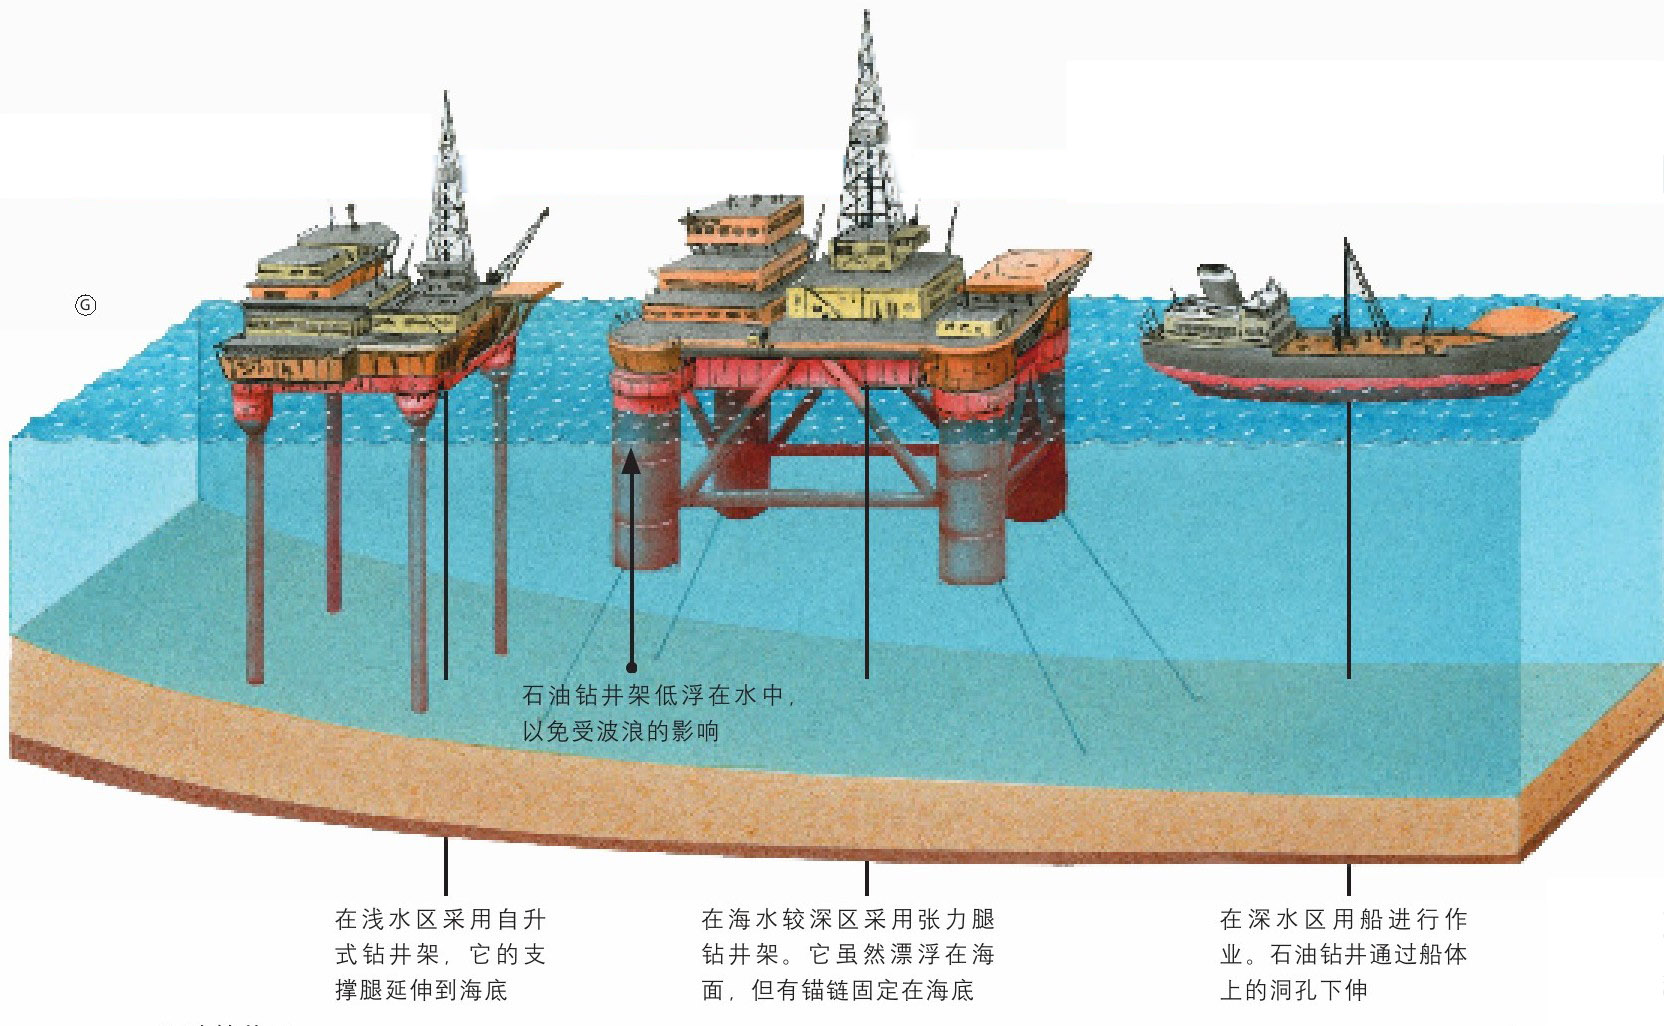 Ⓖ
石油钻井架低浮在水中，
以免受波浪的影响
在浅水区采用自升
式钻井架，它的支
撑腿延伸到海底
在海水较深区采用张力腿
钻井架。它虽然漂浮在海
面，但有锚链固定在海底
在深水区用船进行作
业。石油钻井通过船体
上的洞孔下伸